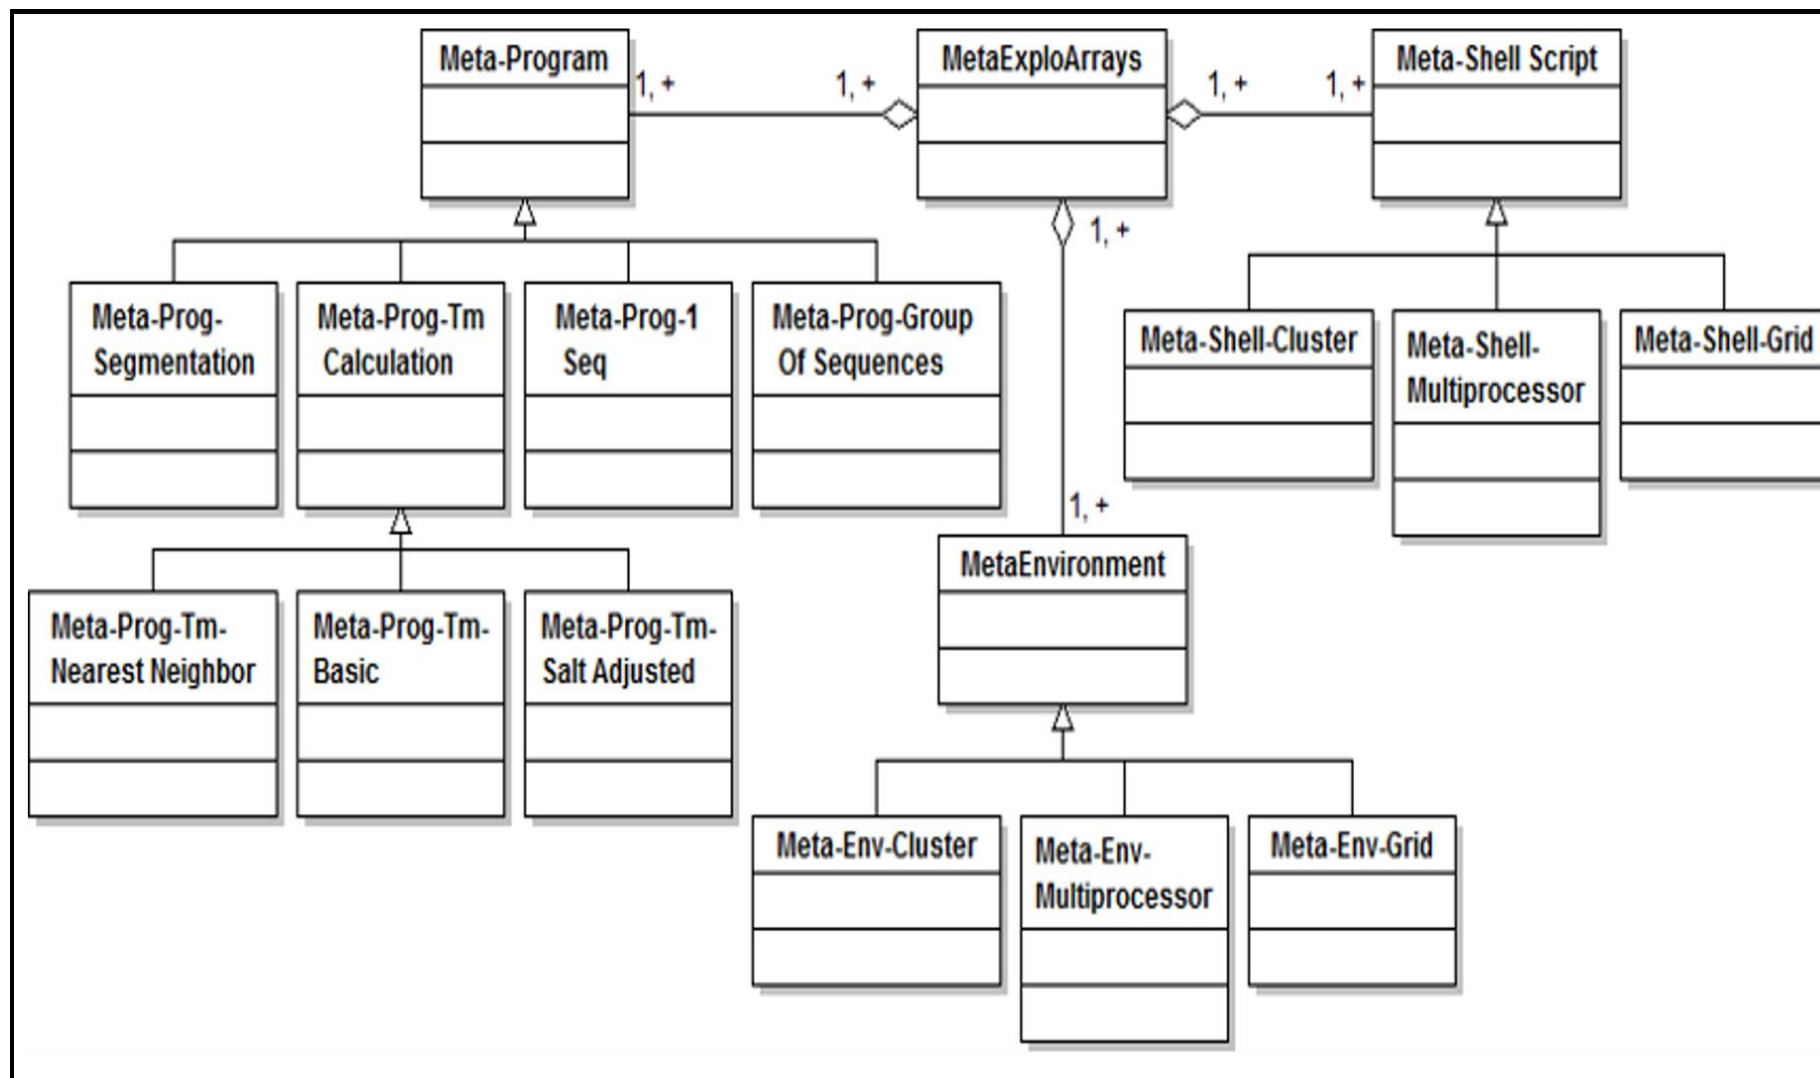 Meta-Program
MetaExploArrays
Meta-Shell Script
1, +
1, +
1, +
1, +
1, +
Meta-Prog-
Segmentation
Meta-Prog-Tm
Calculation
Meta-Prog-1
Seq
Meta-Prog-Group
Of Sequences
Meta-Shell-Cluster
Meta-Shell-
Multiprocessor
Meta-Shell-Grid
1, +
MetaEnvironment
Meta-Prog-Tm-
Nearest Neighbor
Meta-Prog-Tm-
Basic
Meta-Prog-Tm-
Salt Adjusted
Meta-Env-Cluster
Meta-Env-
Multiprocessor
Meta-Env-Grid